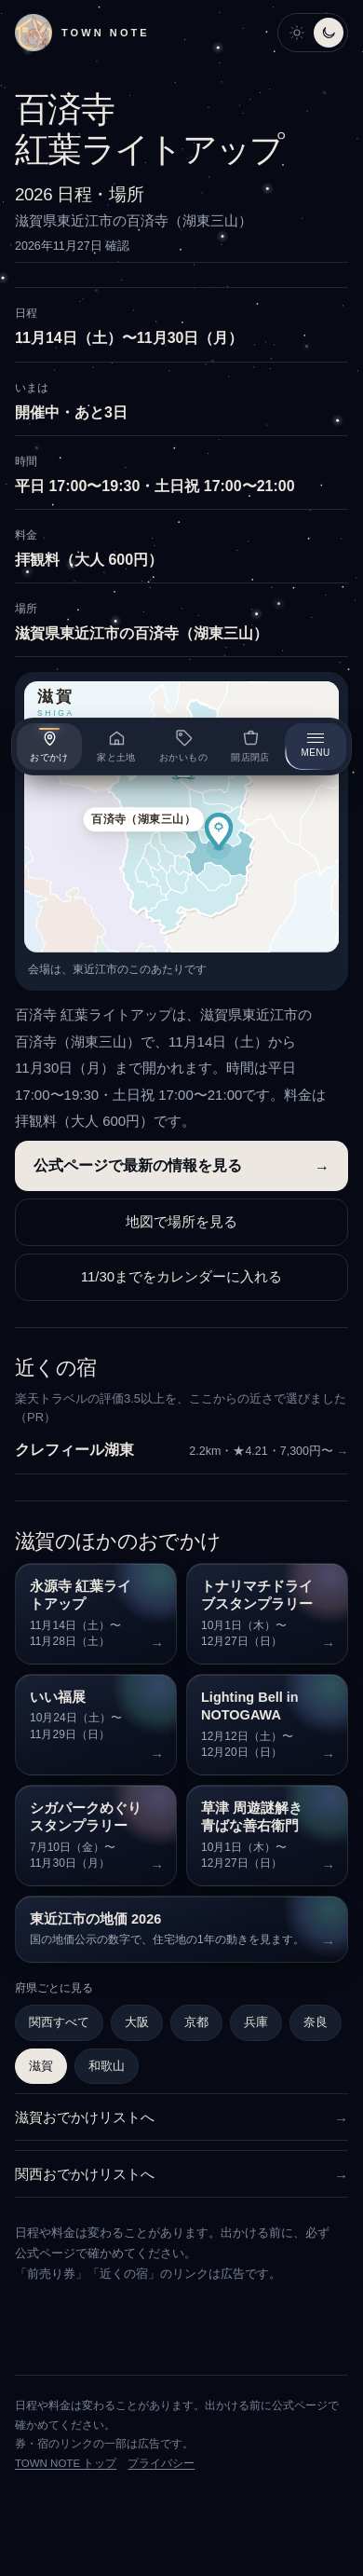 TOWN NOTE
百済寺
紅葉ライトアップ
2026 日程・場所
滋賀県東近江市の百済寺（湖東三山）
2026年11月27日 確認
日程
11月14日（土）〜11月30日（月）
いまは
開催中・あと3日
時間
平日 17:00〜19:30・土日祝 17:00〜21:00
料金
拝観料（大人 600円）
場所
滋賀県東近江市の百済寺（湖東三山）
滋賀
SHIGA
おでかけ
家と土地
おかいもの
開店閉店
MENU
百済寺（湖東三山）
会場は、東近江市のこのあたりです
百済寺 紅葉ライトアップは、滋賀県東近江市の
百済寺（湖東三山）で、11月14日（土）から
11月30日（月）まで開かれます。時間は平日
17:00〜19:30・土日祝 17:00〜21:00です。料金は
拝観料（大人 600円）です。
公式ページで最新の情報を見る →
地図で場所を見る
11/30までをカレンダーに入れる
近くの宿
楽天トラベルの評価3.5以上を、ここからの近さで選びました
（PR）
クレフィール湖東 2.2km・★4.21・7,300円〜 →
滋賀のほかのおでかけ
永源寺 紅葉ライ
トアップ
11月14日（土）〜
11月28日（土） →
トナリマチドライ
ブスタンプラリー
10月1日（木）〜
12月27日（日） →
いい福展
10月24日（土）〜
11月29日（日）
→
Lighting Bell in
NOTOGAWA
12月12日（土）〜
12月20日（日） →
シガパークめぐり
スタンプラリー
7月10日（金）〜
11月30日（月） →
草津 周遊謎解き
青ばな善右衛門
10月1日（木）〜
12月27日（日） →
東近江市の地価 2026
国の地価公示の数字で、住宅地の1年の動きを見ます。 →
府県ごとに見る
関西すべて 大阪 京都 兵庫 奈良
滋賀 和歌山
滋賀おでかけリストへ →
関西おでかけリストへ →
日程や料金は変わることがあります。出かける前に、必ず
公式ページで確かめてください。
「前売り券」「近くの宿」のリンクは広告です。
日程や料金は変わることがあります。出かける前に公式ページで
確かめてください。
券・宿のリンクの一部は広告です。
TOWN NOTE トップ プライバシー